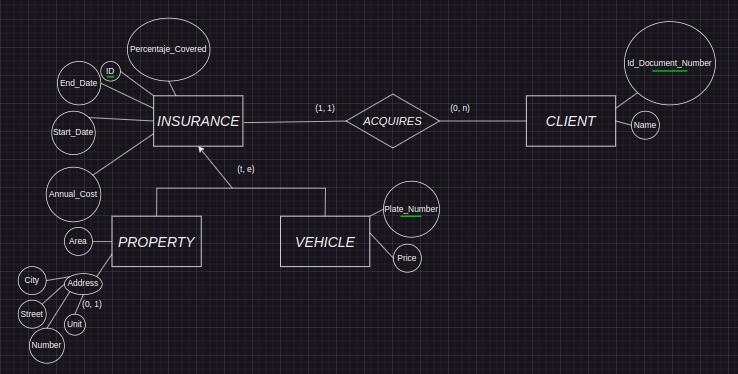 Percentaje_Covered
ID
End_Date
Start_Date
Annual_Cost
INSURANCE
(1, 1)
ACQUIRES
(0, n)
CLIENT
Id_Document_Number
Name
(t, e)
PROPERTY
VEHICLE
Plate_Number
Price
Area
Address
City
Street
Number
(0, 1)
Unit